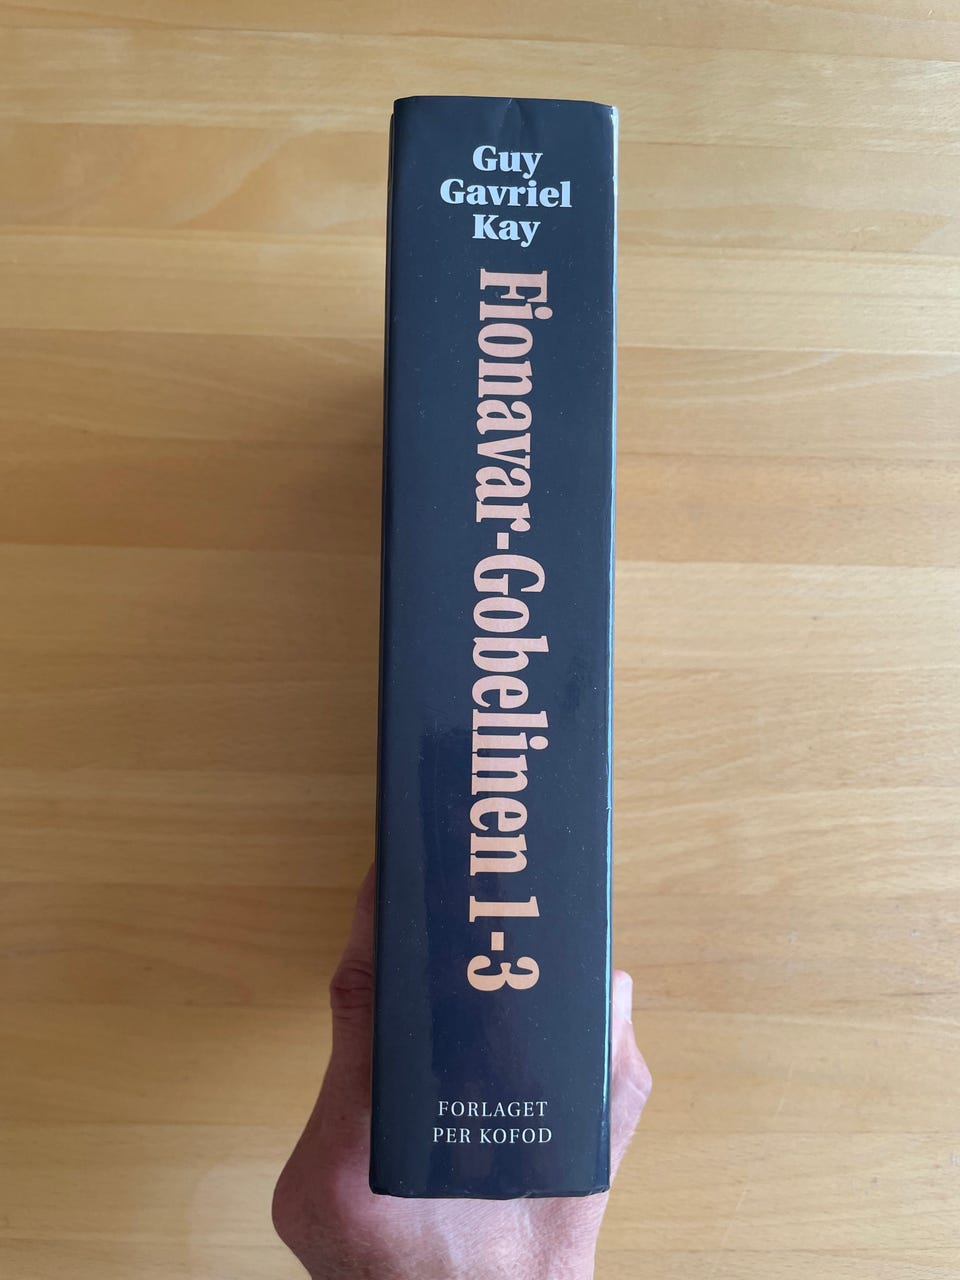 Guy
Gavriel
Kay
Fionavar-Gobelinen 1-3
FORLAGET
PER KOFOD